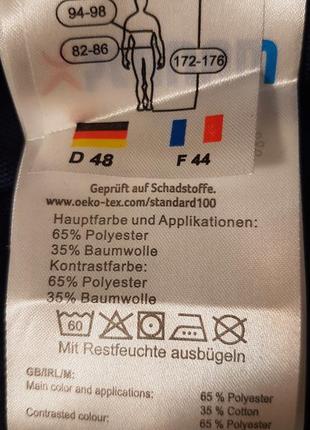 94-98
82-86
172-176
D 48
F 44
Geprüft auf Schadstoffe.
www.oeko-tex.com/standard100
Hauptfarbe und Applikationen:
65% Polyester
35% Baumwolle
Kontrastfarbe:
65% Polyester
35% Baumwolle
60
Mit Restfeuchte ausbügeln
GB/IRL/M:
Main color and applications:
65 % Polyester
35 % Cotton
Contrasted colour:
65 % Polyester